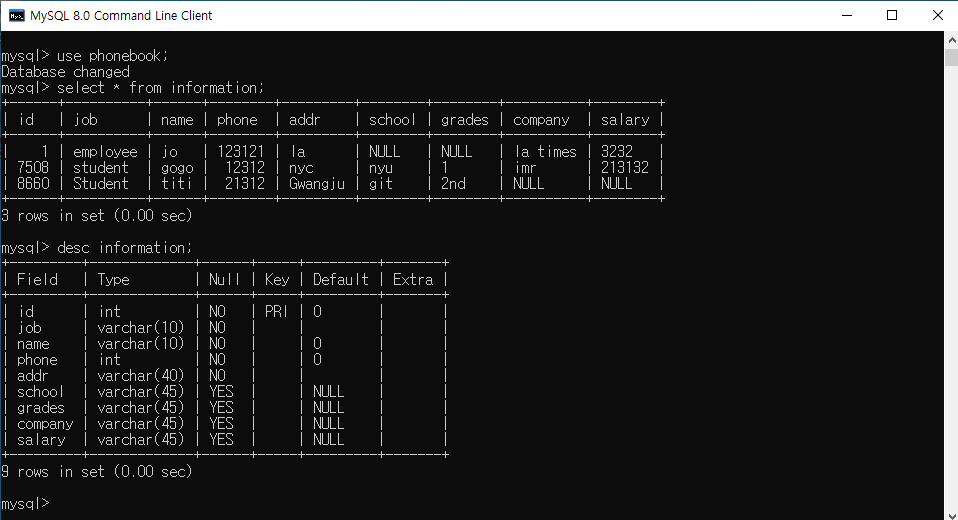 MySQL 8.0 Command Line Client
mysql> use phonebook;
Database changed
mysql> select * from information;
+------+----------+------+--------+---------+--------+--------+----------+--------+
| id   | job      | name | phone  | addr    | school | grades | company  | salary |
+------+----------+------+--------+---------+--------+--------+----------+--------+
|    1 | employee | jo   | 123121 | la      | NULL   | NULL   | la times | 3232   |
| 7508 | student  | gogo |  12312 | nyc     | nyu    | 1      | imr      | 213132 |
| 8660 | Student  | titi |  21312 | Gwangju | git    | 2nd    | NULL     | NULL   |
+------+----------+------+--------+---------+--------+--------+----------+--------+
3 rows in set (0.00 sec)
mysql> desc information;
+---------+-------------+------+-----+---------+-------+
| Field   | Type        | Null | Key | Default | Extra |
+---------+-------------+------+-----+---------+-------+
| id      | int         | NO   | PRI | 0       |       |
| job     | varchar(10) | NO   |     |         |       |
| name    | varchar(10) | NO   |     | 0       |       |
| phone   | int         | NO   |     | 0       |       |
| addr    | varchar(40) | NO   |     |         |       |
| school  | varchar(45) | YES  |     | NULL    |       |
| grades  | varchar(45) | YES  |     | NULL    |       |
| company | varchar(45) | YES  |     | NULL    |       |
| salary  | varchar(45) | YES  |     | NULL    |       |
+---------+-------------+------+-----+---------+-------+
9 rows in set (0.00 sec)
mysql>